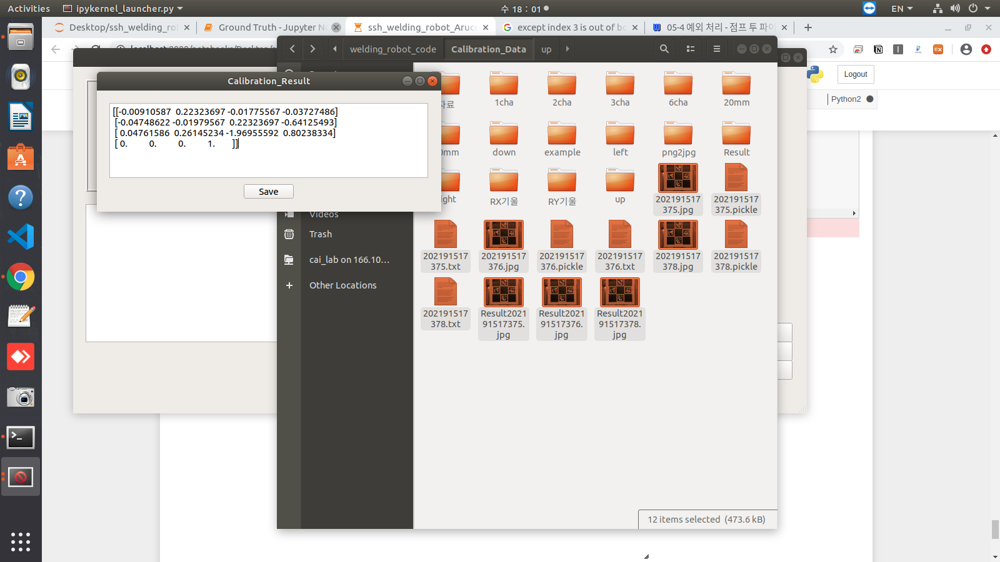 Activities
ipykernel_launcher.py
수 18 : 01
EN
Desktop/ssh_welding_ro
Ground Truth - Jupyter N
ssh_welding_robot_Aruc
except index 3 is out of bo
05-4 예외 처리 - 점프 투 파이
welding_robot_code
Calibration_Data
up
Logout
Python2
Calibration_Result
[[-0.00910587 0.22323697 -0.01775567 -0.03727486]
[-0.04748622 -0.01979567 0.22323697 -0.64125493]
[ 0.04761586 0.26145234 -1.96955592 0.80238334]
[ 0. 0. 0. 1. ]]
Save
Videos
Trash
cai_lab on 166.10...
Other Locations
자료
1cha
2cha
3cha
6cha
20mm
0mm
down
example
left
png2jpg
Result
ight
RX기울
RY기울
up
202191517
375.jpg
202191517
375.pickle
202191517
375.txt
202191517
376.jpg
202191517
376.pickle
202191517
376.txt
202191517
378.jpg
202191517
378.pickle
202191517
378.txt
Result2021
91517375.
jpg
Result2021
91517376.
jpg
Result2021
91517378.
jpg
12 items selected (473.6 kB)